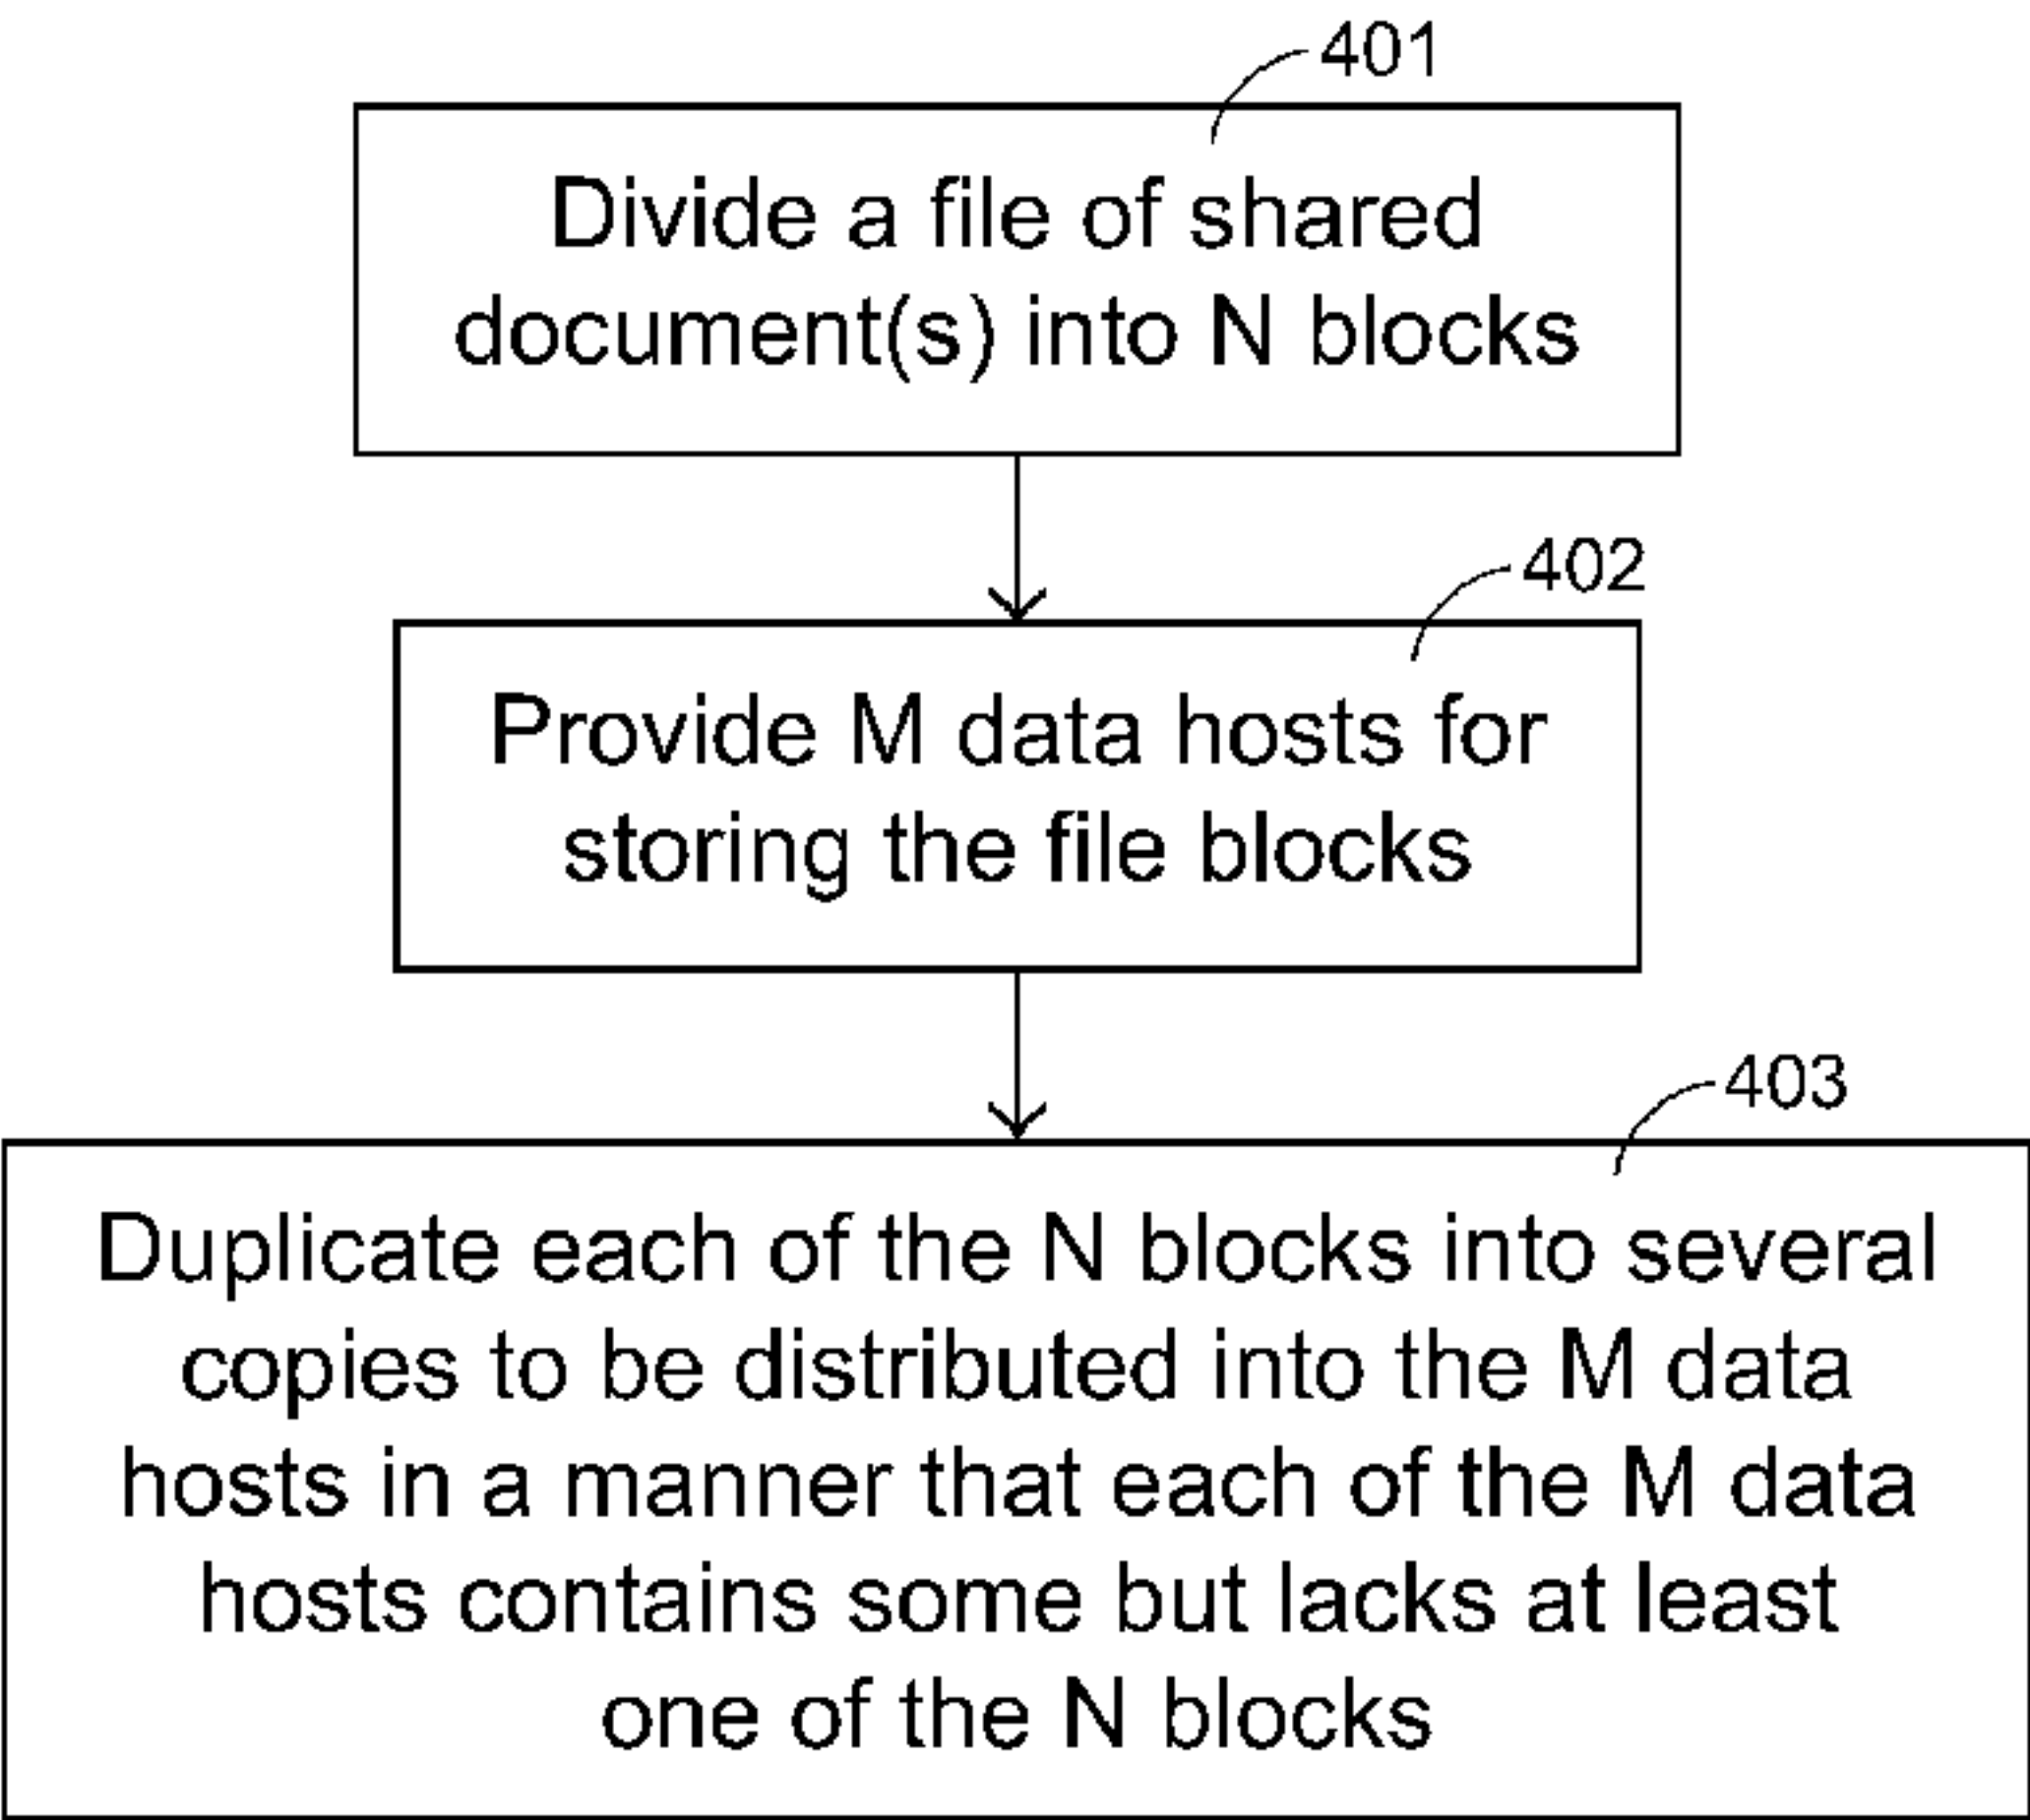 401
Divide a file of shared
document(s) into N blocks
402
Provide M data hosts for
storing the file blocks
403
Duplicate each of the N blocks into several
copies to be distributed into the M data
hosts in a manner that each of the M data
hosts contains some but lacks at least
one of the N blocks